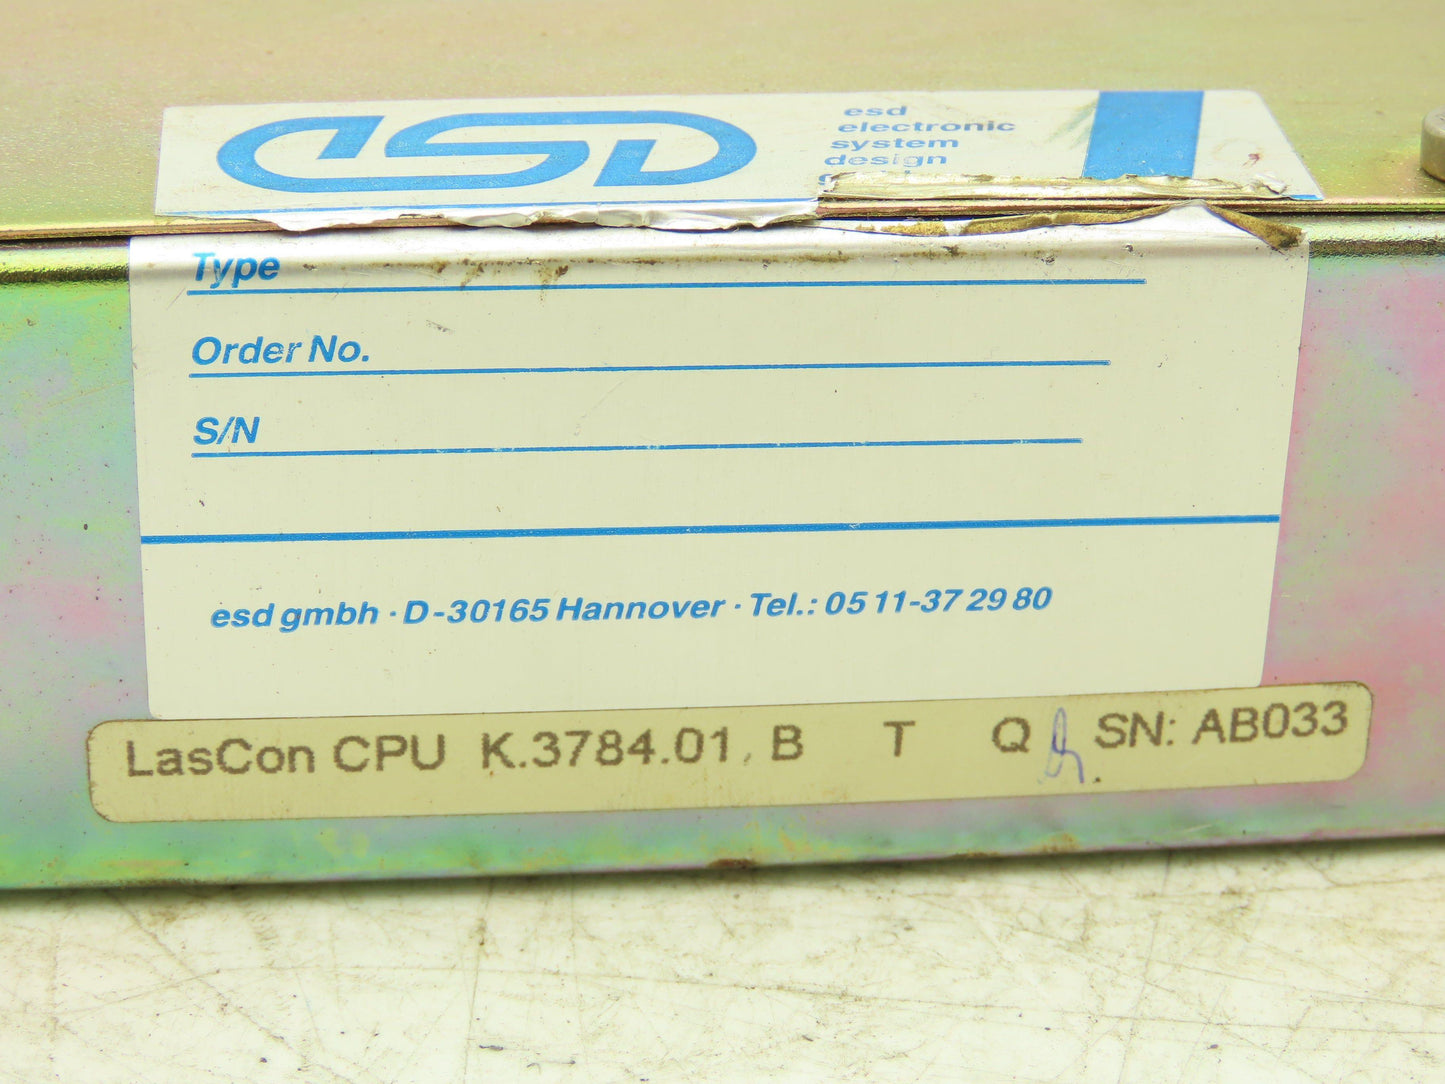 esd
esd
electronic
system
design
Type
Order No.
S/N
esd gmbh · D-30165 Hannover · Tel.: 05 11-37 29 80
LasCon CPU K.3784.01, B T Q SN: AB033